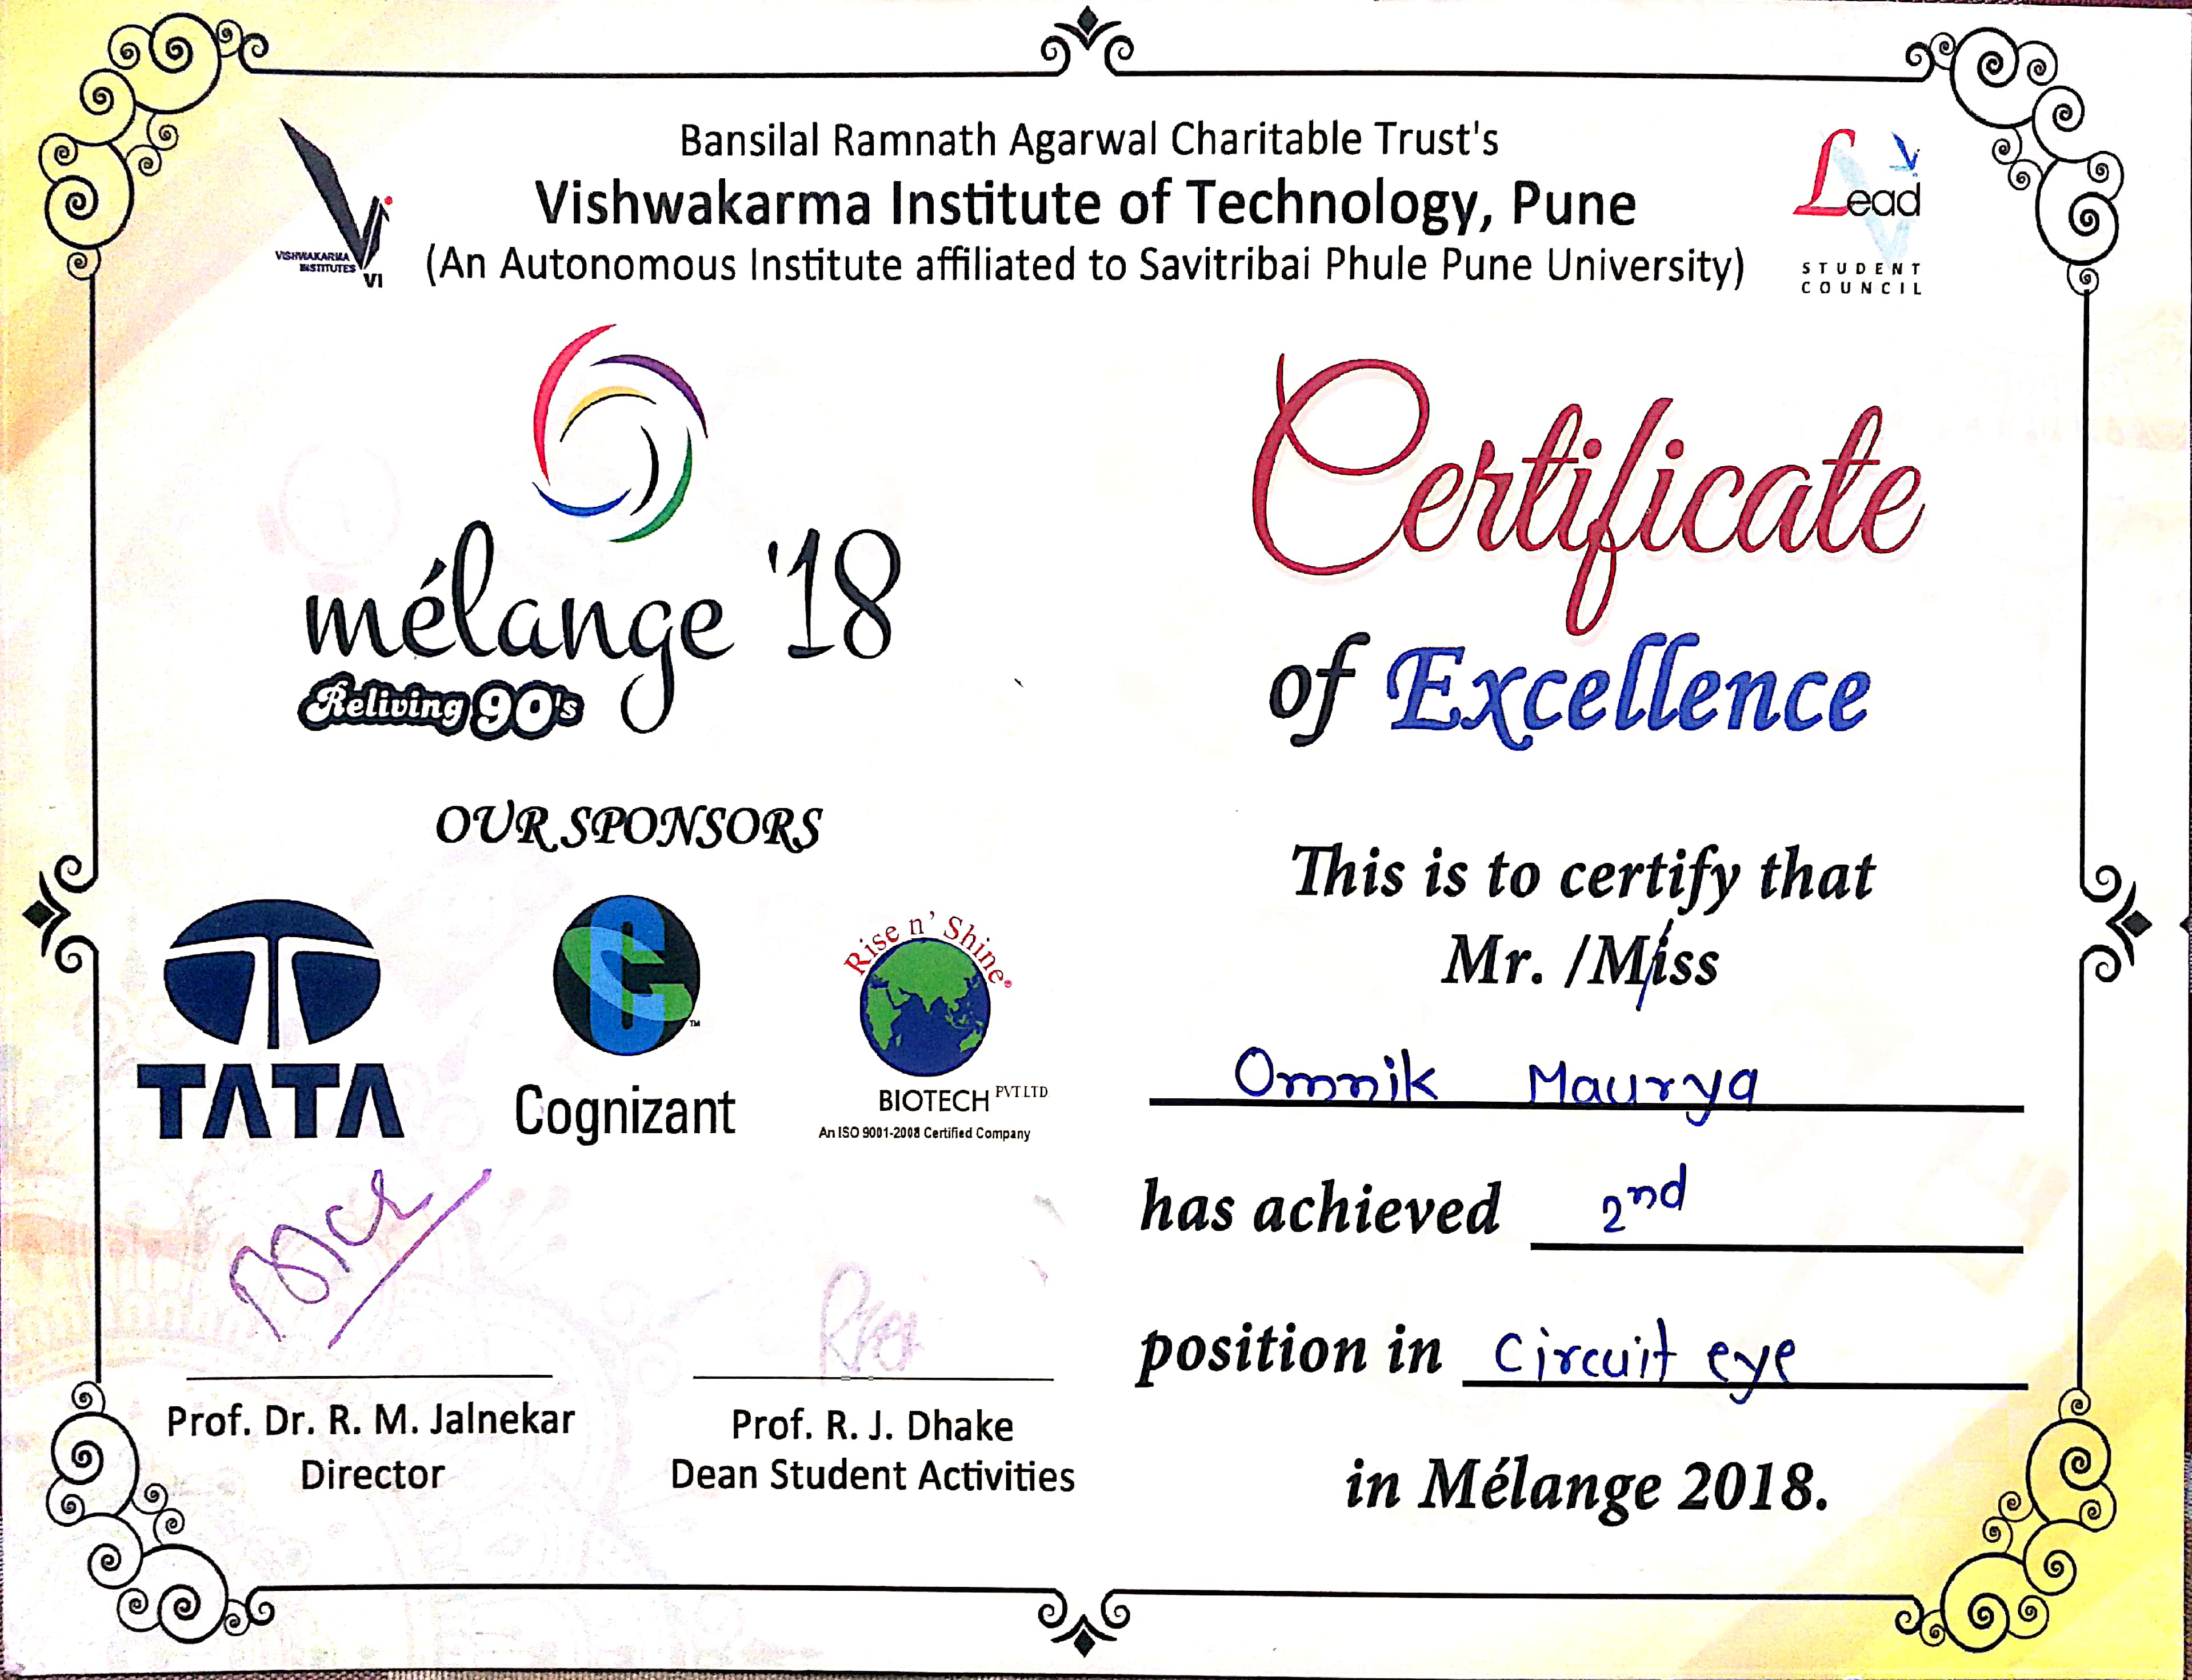 Bansilal Ramnath Agarwal Charitable Trust's
Vishwakarma Institute of Technology, Pune
(An Autonomous Institute affiliated to Savitribai Phule Pune University)
VISHWAKARMA
INSTITUTES
VI
Lead
STUDENT
COUNCIL
mélange '18
Reliving 90's
OUR SPONSORS
TATA
Cognizant
TM
Rise n' Shine
BIOTECH PVT LTD
An ISO 9001-2008 Certified Company
Prof. Dr. R. M. Jalnekar
Director
Prof. R. J. Dhake
Dean Student Activities
Certificate
of Excellence
This is to certify that
Mr. /Miss
Omnik Maurya
has achieved 2nd
position in Circuit eye
in Mélange 2018.